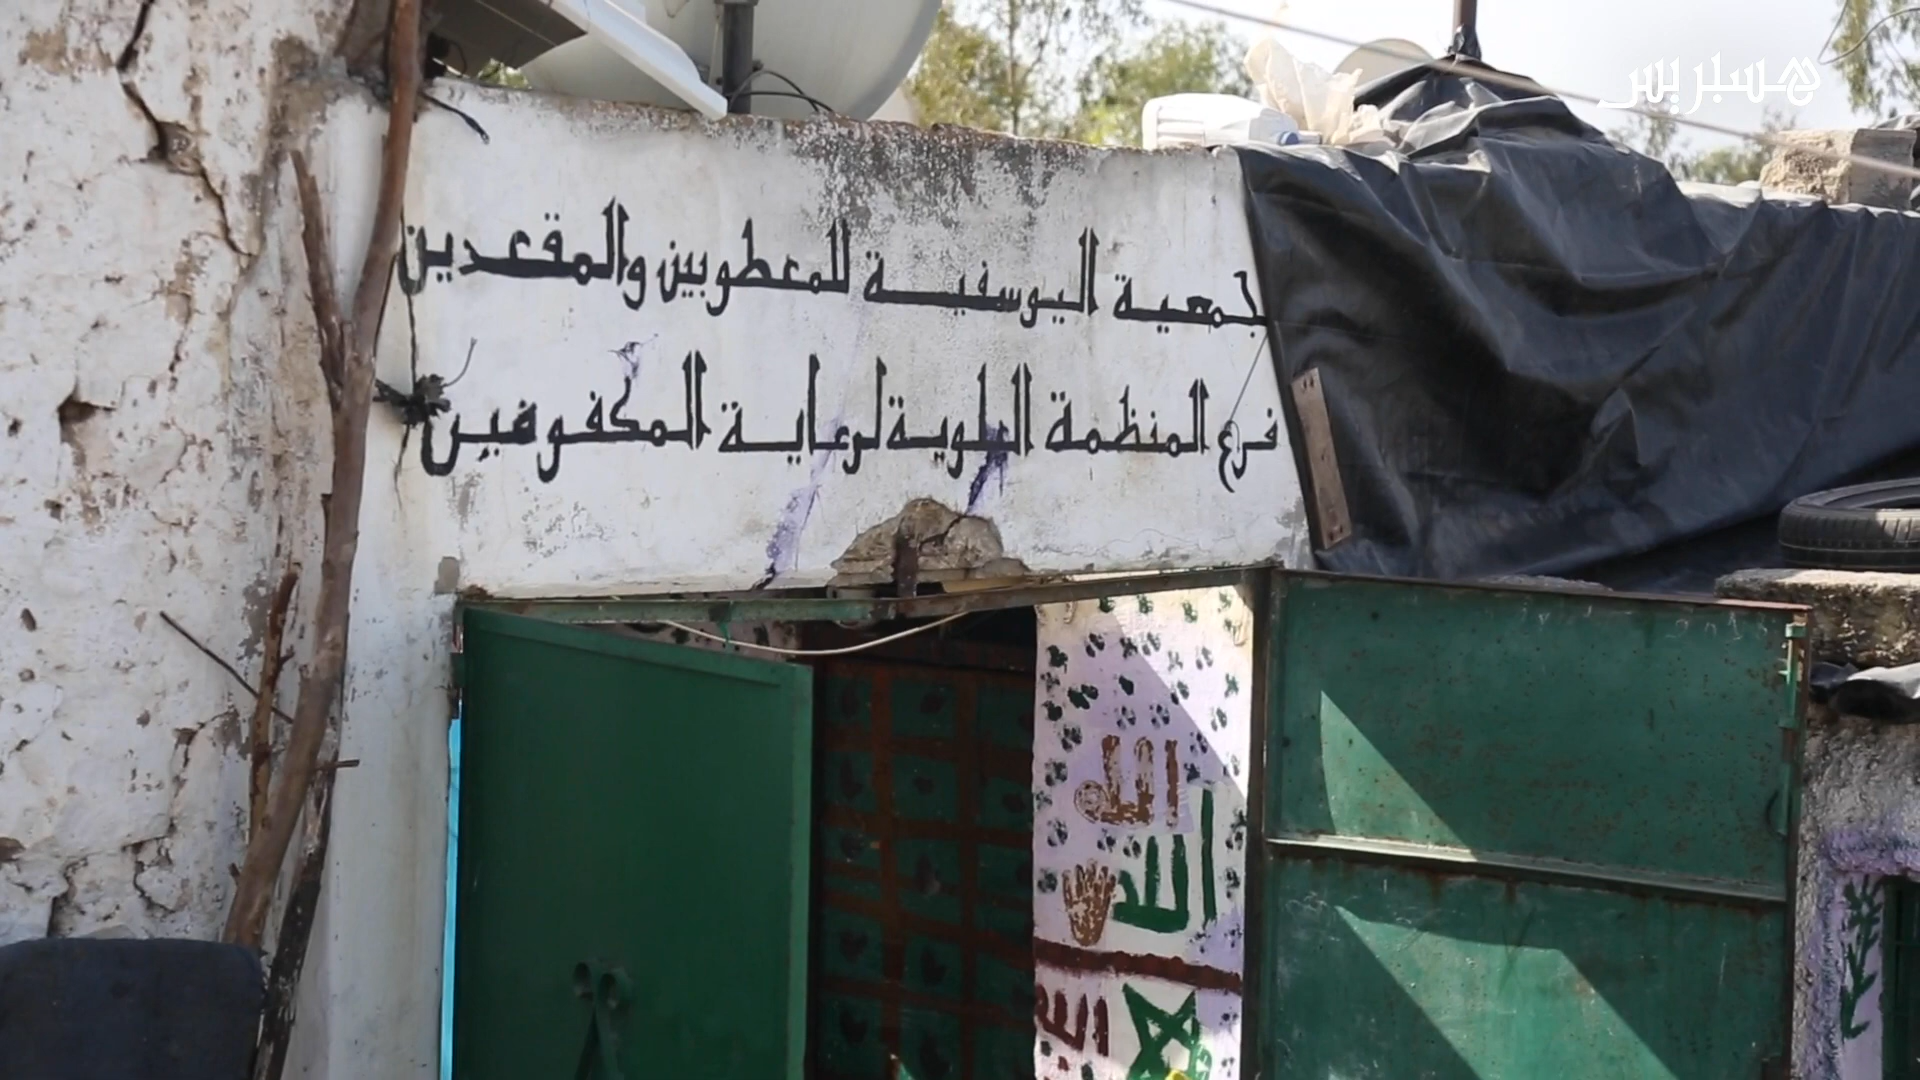 هسبريس
جمعية اليوسفية للمعطوبين والمقعدين
فرع المنظمة العلوية لرعاية المكفوفين
الله
الله